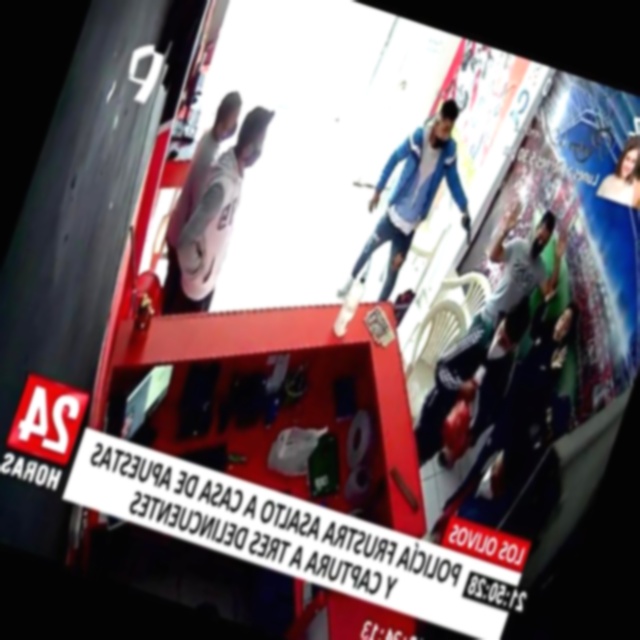 24
HORAS
LOS OLIVOS
21:50:28
POLICÍA FRUSTRA ASALTO A CASA DE APUESTAS
Y CAPTURA A TRES DELINCUENTES